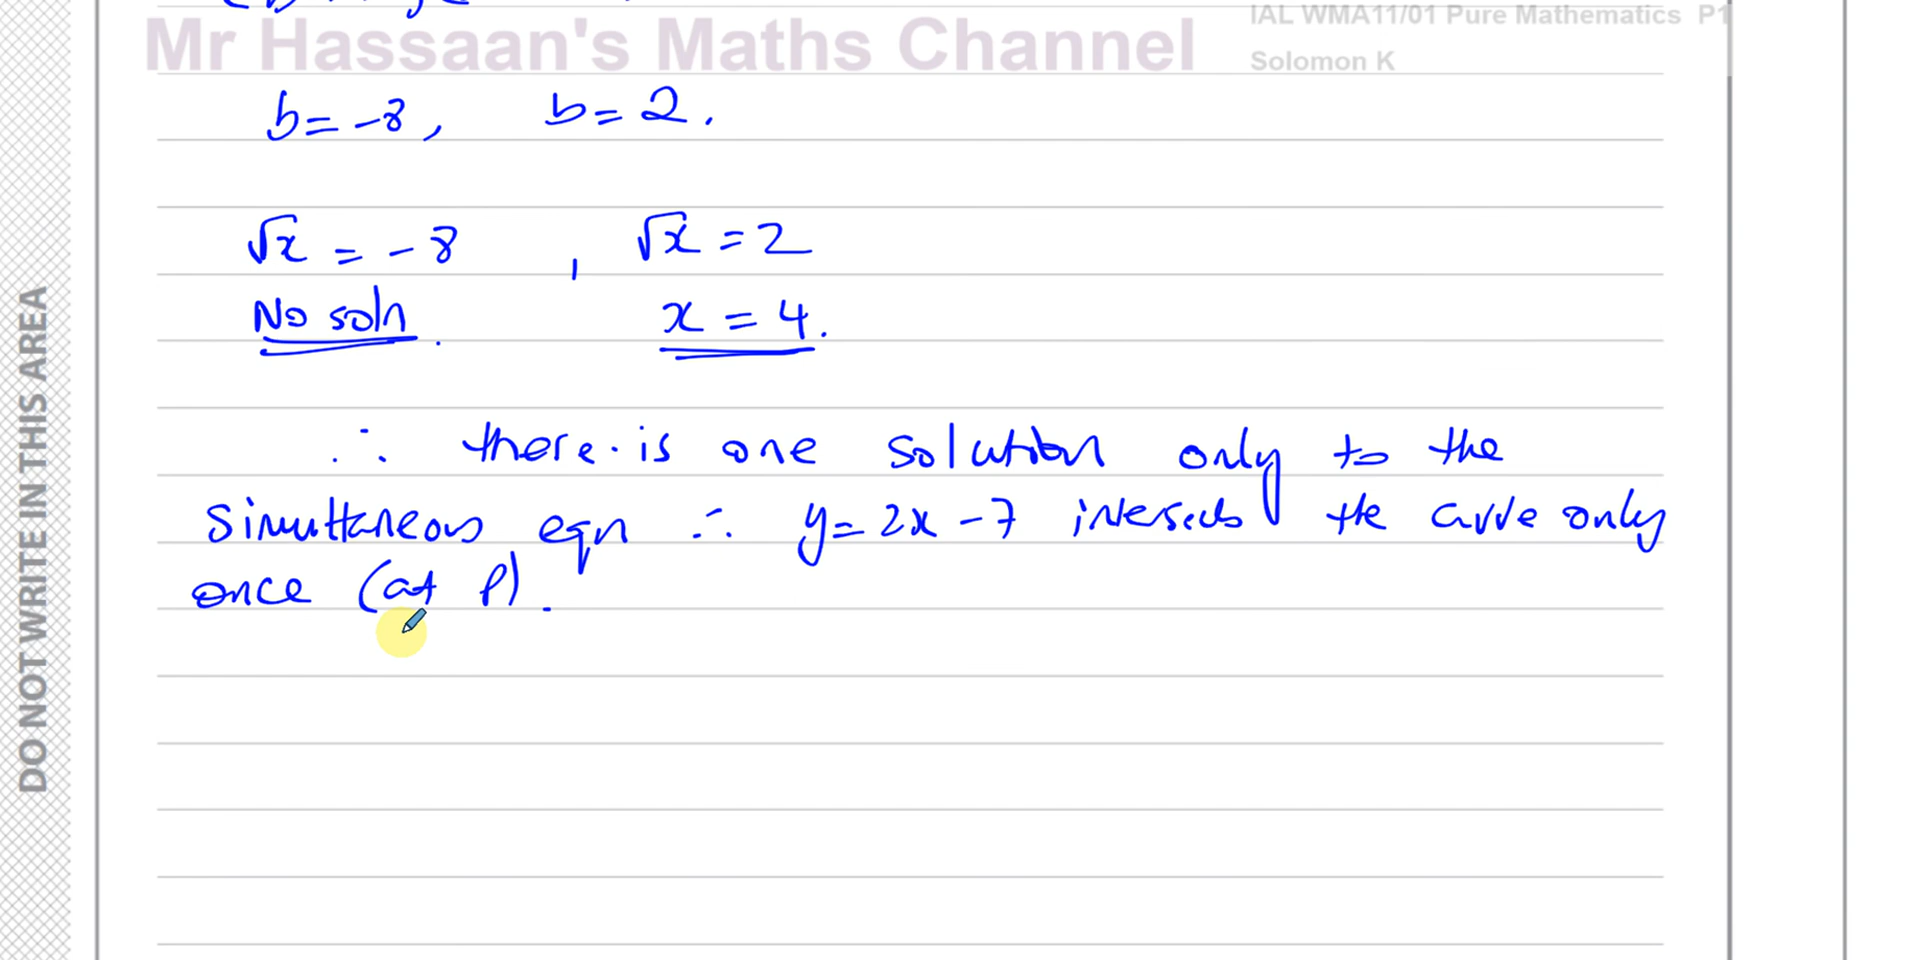 IAL WMA11/01 Pure Mathematics P1
Mr Hassaan's Maths Channel
Solomon K
b = -8, b = 2.
√x = -8 , √x = 2
No soln. x = 4.
∴ there is one solution only to the
simultaneous eqn ∴ y = 2x - 7 intersects the curve only
once (at P).
DO NOT WRITE IN THIS AREA